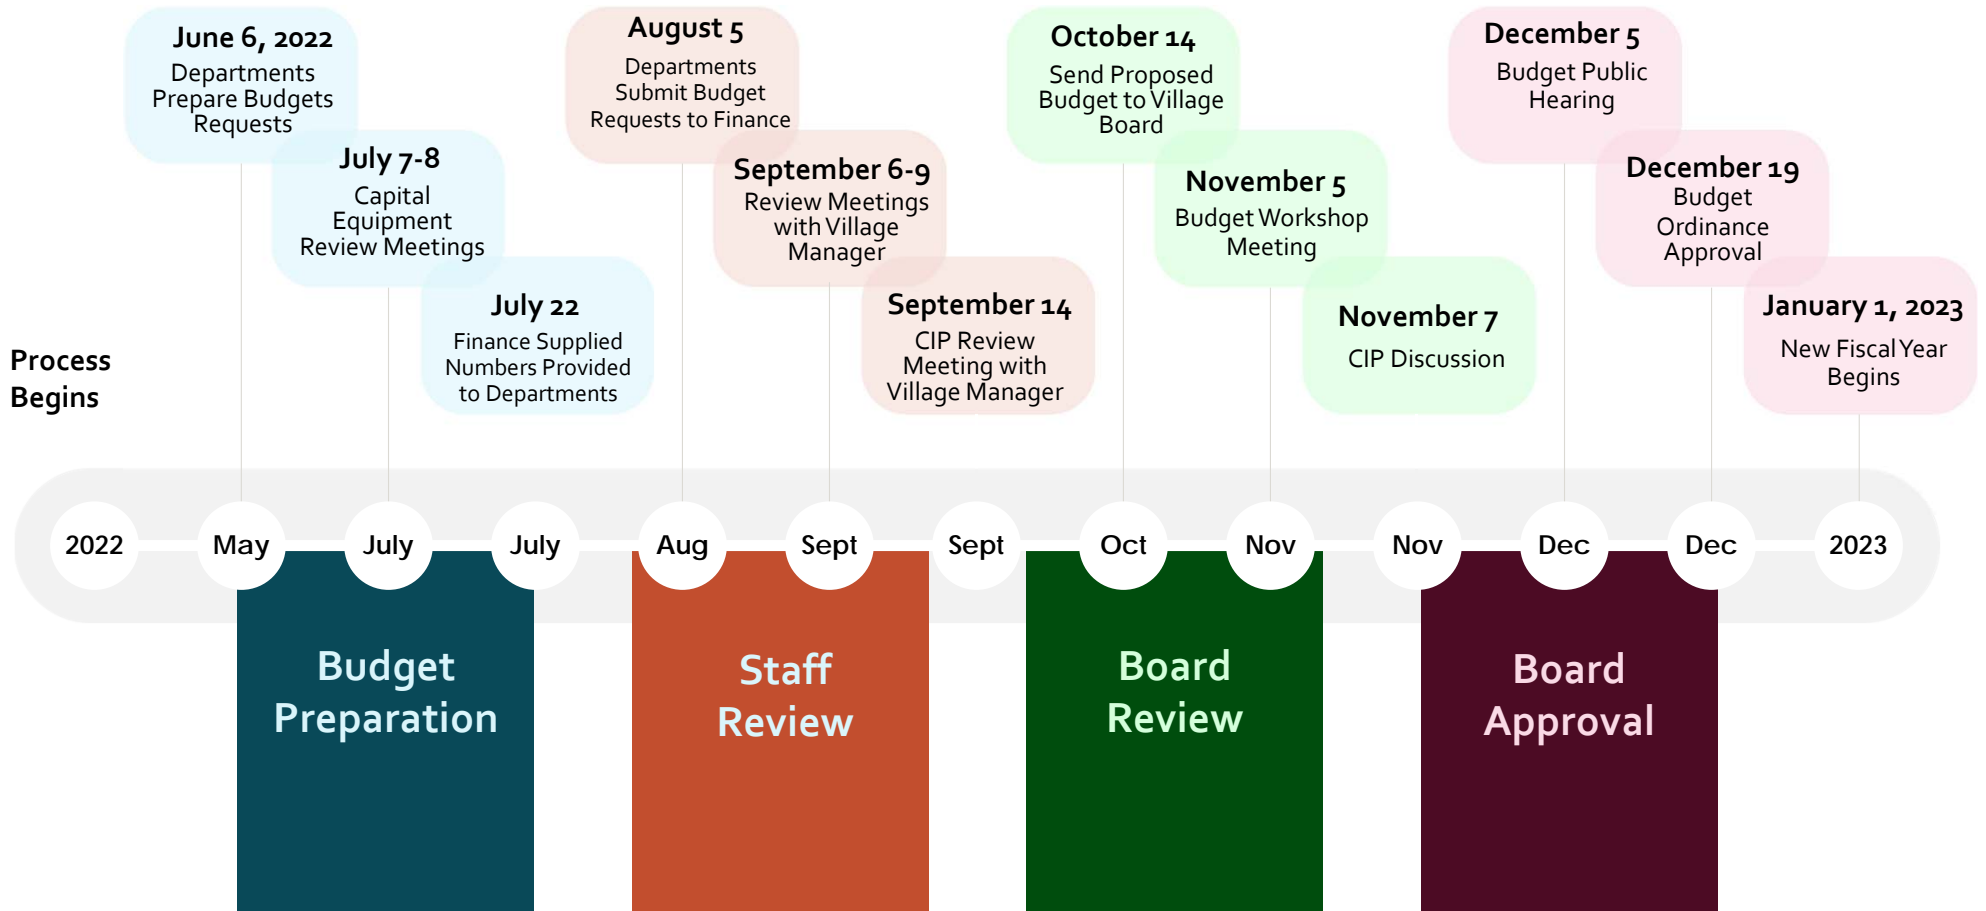 June 6, 2022
Departments
Prepare Budgets
Requests
July 7-8
Capital
Equipment
Review Meetings
July 22
Finance Supplied
Numbers Provided
to Departments
August 5
Departments
Submit Budget
Requests to Finance
September 6-9
Review Meetings
with Village
Manager
September 14
CIP Review
Meeting with
Village Manager
October 14
Send Proposed
Budget to Village
Board
November 5
Budget Workshop
Meeting
November 7
CIP Discussion
December 5
Budget Public
Hearing
December 19
Budget
Ordinance
Approval
January 1, 2023
New Fiscal Year
Begins
Process
Begins
2022
May
July
July
Aug
Sept
Sept
Oct
Nov
Nov
Dec
Dec
2023
Budget
Preparation
Staff
Review
Board
Review
Board
Approval